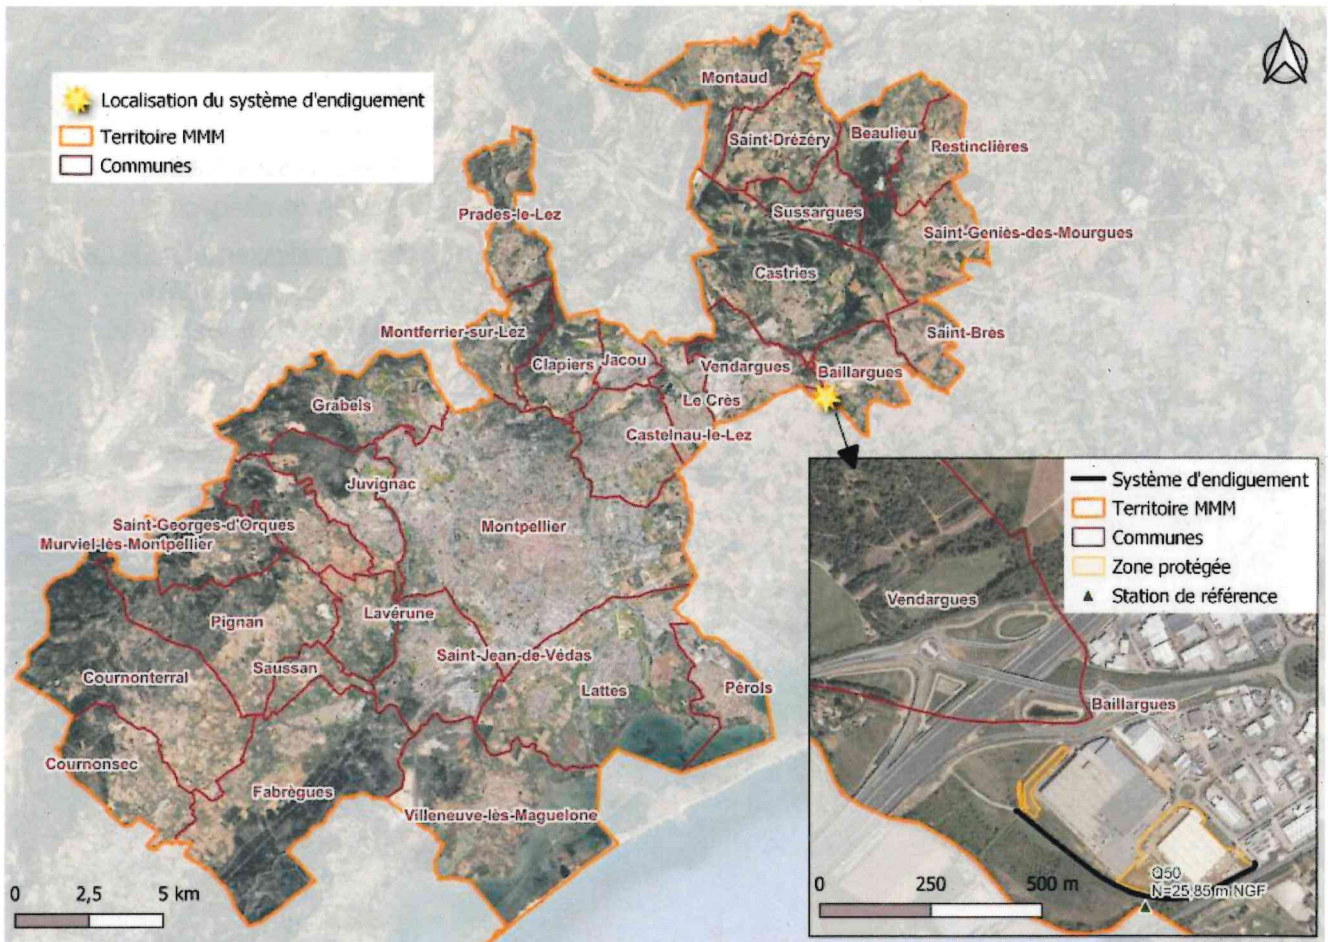 Localisation du système d'endiguement
Territoire MMM
Communes
Montaud
Saint-Drézéry
Beaulieu
Restinclières
Prades-le-Lez
Sussargues
Saint-Geniès-des-Mourgues
Castries
Montferrier-sur-Lez
Saint-Brès
Clapiers
Jacou
Vendargues
Baillargues
Le Crès
Grabels
Castelnau-le-Lez
Juvignac
Saint-Georges-d'Orques
Montpellier
Murviel-lès-Montpellier
Lavérune
Pignan
Saint-Jean-de-Védas
Saussan
Cournonterral
Lattes
Pérols
Cournonsec
Fabrègues
Villeneuve-lès-Maguelone
0 2,5 5 km
Système d'endiguement
Territoire MMM
Communes
Zone protégée
Station de référence
Vendargues
Baillargues
Q50
N=25,85 m NGF
0 250 500 m